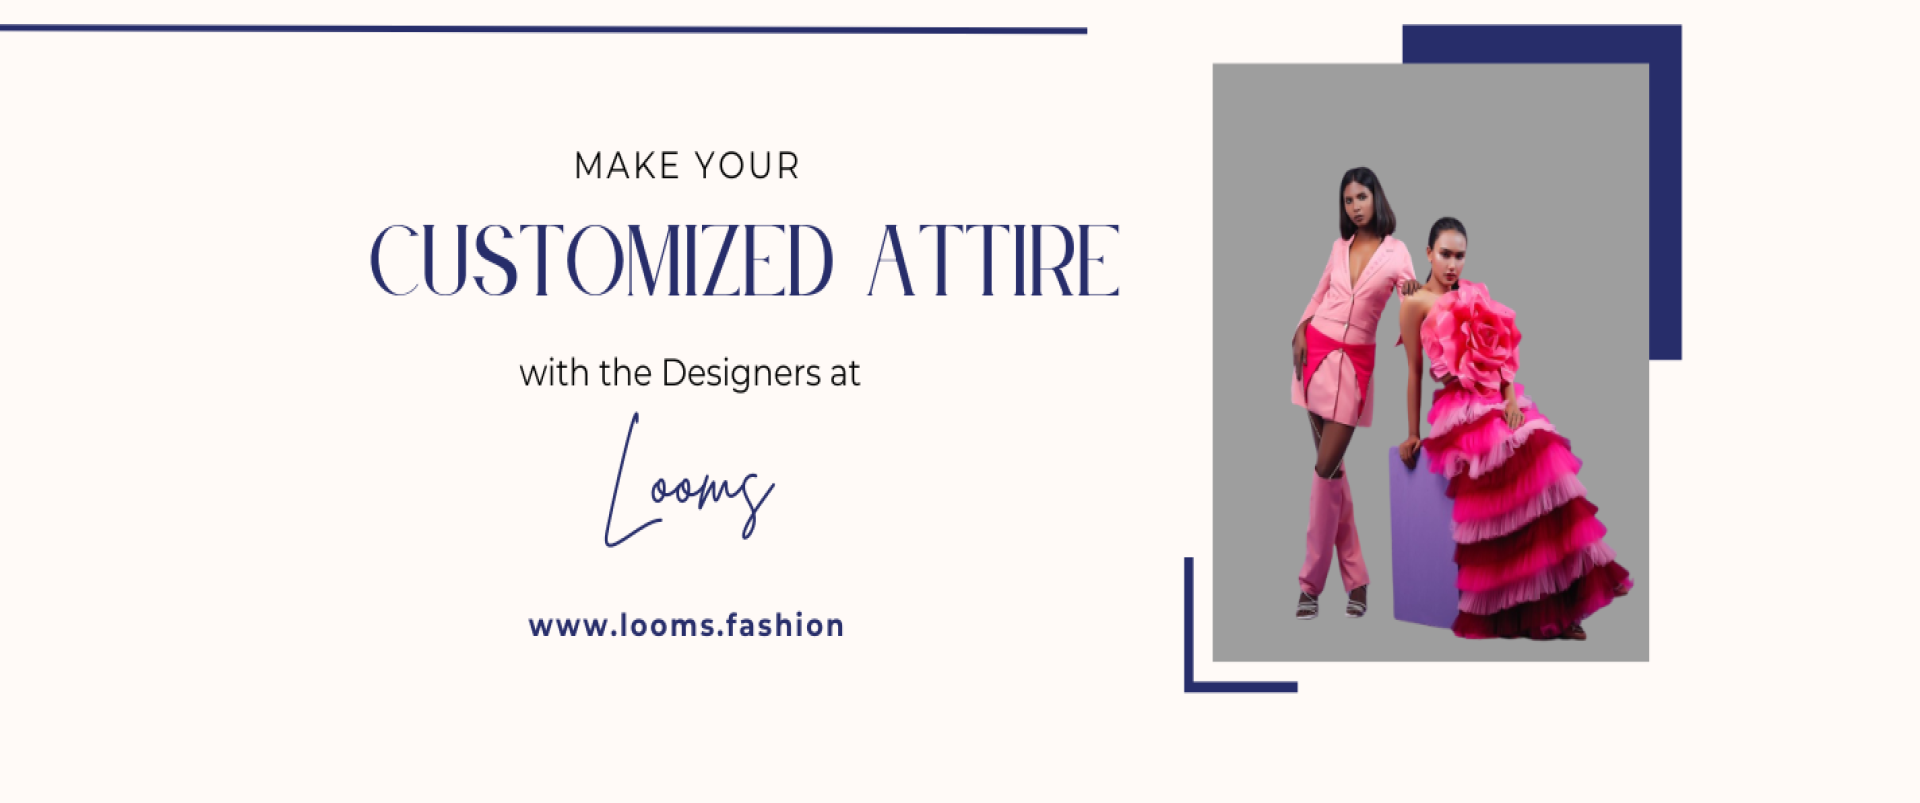 MAKE YOUR
CUSTOMIZED ATTIRE
with the Designers at
Looms
www.looms.fashion